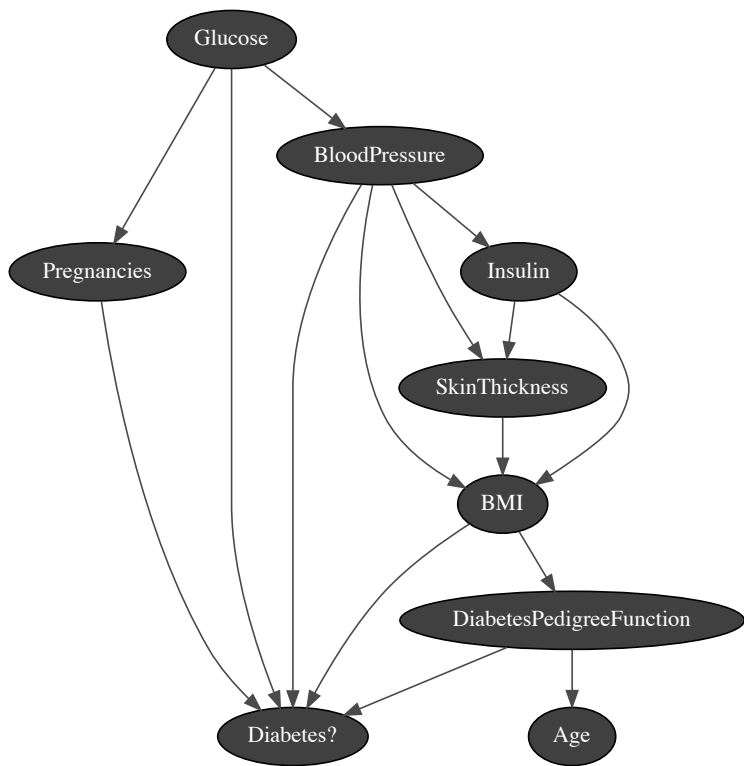 Glucose
BloodPressure
Pregnancies
Insulin
SkinThickness
BMI
DiabetesPedigreeFunction
Diabetes?
Age